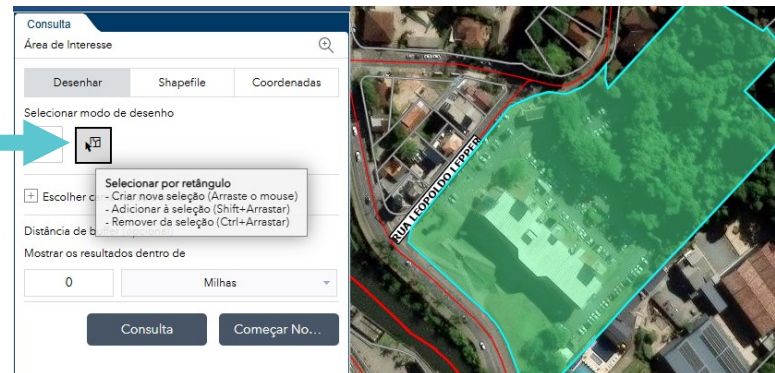 Consulta
Área de Interesse
Desenhar
Shapefile
Coordenadas
Selecionar modo de desenho
Selecionar por retângulo
- Criar nova seleção (Arraste o mouse)
- Adicionar à seleção (Shift+Arrastar)
- Remover da seleção (Ctrl+Arrastar)
+ Escolher
Distância de
Mostrar os resultados dentro de
0
Milhas
Consulta
Começar No...
RUA LEOPOLDO LEPPER